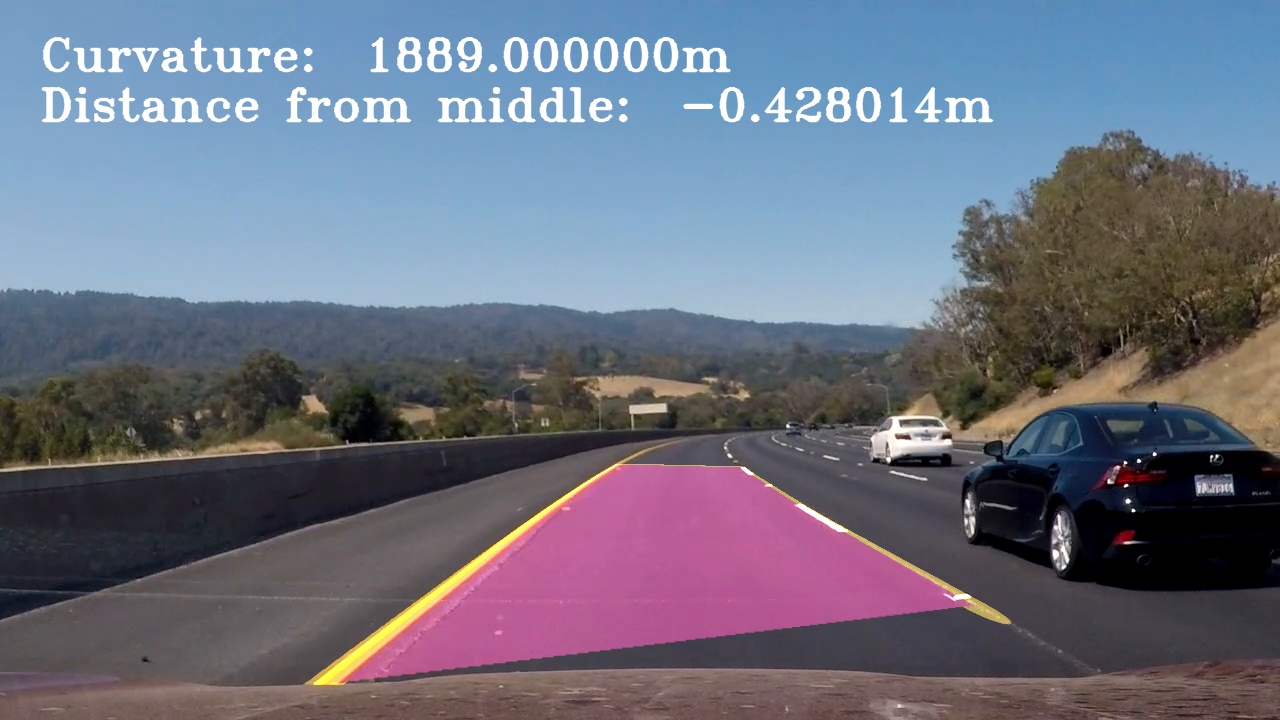 Curvature: 1889.000000m
Distance from middle: −0.428014m